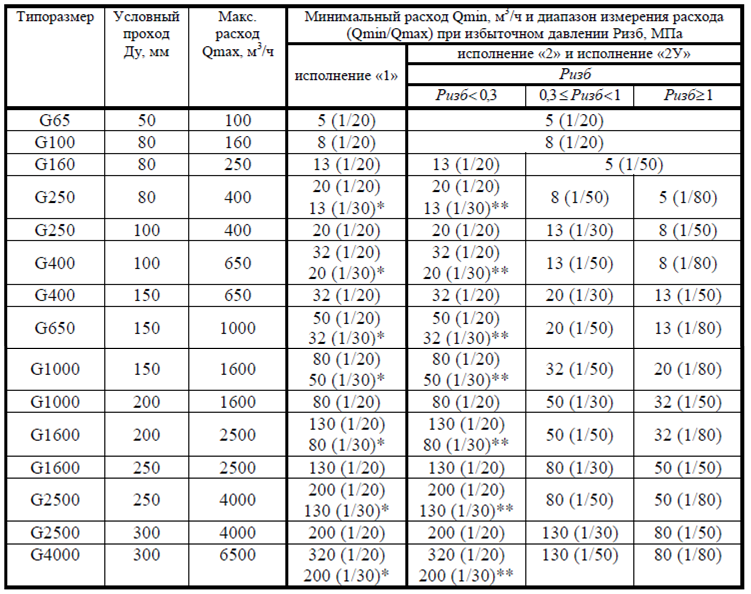 Типоразмер Условный проход Ду, мм Макс. расход Qmax, м³/ч Минимальный расход Qmin, м³/ч и диапазон измерения расхода (Qmin/Qmax) при избыточном давлении Ризб, МПа
исполнение «1» исполнение «2» и исполнение «2У»
Ризб
Ризб<0,3 0,3≤Ризб<1 Ризб≥1
G65 50 100 5 (1/20) 5 (1/20)
G100 80 160 8 (1/20) 8 (1/20)
G160 80 250 13 (1/20) 13 (1/20) 5 (1/50)
G250 80 400 20 (1/20) 13 (1/30)* 20 (1/20) 13 (1/30)** 8 (1/50) 5 (1/80)
G250 100 400 20 (1/20) 20 (1/20) 13 (1/30) 8 (1/50)
G400 100 650 32 (1/20) 20 (1/30)* 32 (1/20) 20 (1/30)** 13 (1/50) 8 (1/80)
G400 150 650 32 (1/20) 32 (1/20) 20 (1/30) 13 (1/50)
G650 150 1000 50 (1/20) 32 (1/30)* 50 (1/20) 32 (1/30)** 20 (1/50) 13 (1/80)
G1000 150 1600 80 (1/20) 50 (1/30)* 80 (1/20) 50 (1/30)** 32 (1/50) 20 (1/80)
G1000 200 1600 80 (1/20) 80 (1/20) 50 (1/30) 32 (1/50)
G1600 200 2500 130 (1/20) 80 (1/30)* 130 (1/20) 80 (1/30)** 50 (1/50) 32 (1/80)
G1600 250 2500 130 (1/20) 130 (1/20) 80 (1/30) 50 (1/50)
G2500 250 4000 200 (1/20) 130 (1/30)* 200 (1/20) 130 (1/30)** 80 (1/50) 50 (1/80)
G2500 300 4000 200 (1/20) 200 (1/20) 130 (1/30) 80 (1/50)
G4000 300 6500 320 (1/20) 200 (1/30)* 320 (1/20) 200 (1/30)** 130 (1/50) 80 (1/80)